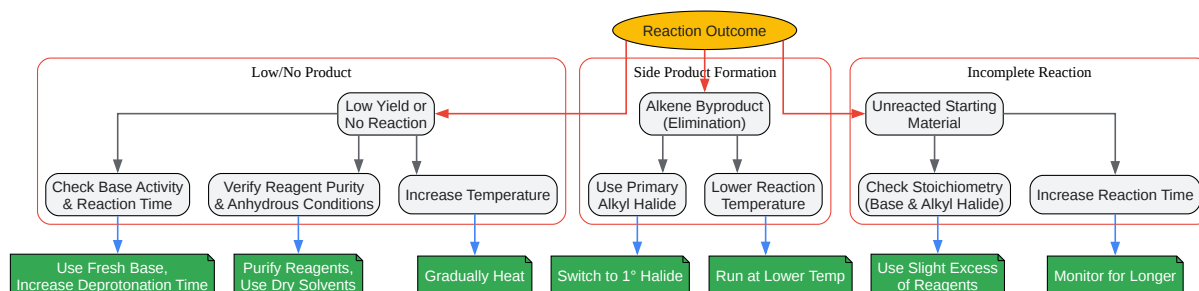 Reaction Outcome
Low/No Product
Side Product Formation
Incomplete Reaction
Low Yield or
No Reaction
Alkene Byproduct
(Elimination)
Unreacted Starting
Material
Check Base Activity
& Reaction Time
Verify Reagent Purity
& Anhydrous Conditions
Increase Temperature
Use Primary
Alkyl Halide
Lower Reaction
Temperature
Check Stoichiometry
(Base & Alkyl Halide)
Increase Reaction Time
Use Fresh Base,
Increase Deprotonation Time
Purify Reagents,
Use Dry Solvents
Gradually Heat
Switch to 1° Halide
Run at Lower Temp
Use Slight Excess
of Reagents
Monitor for Longer